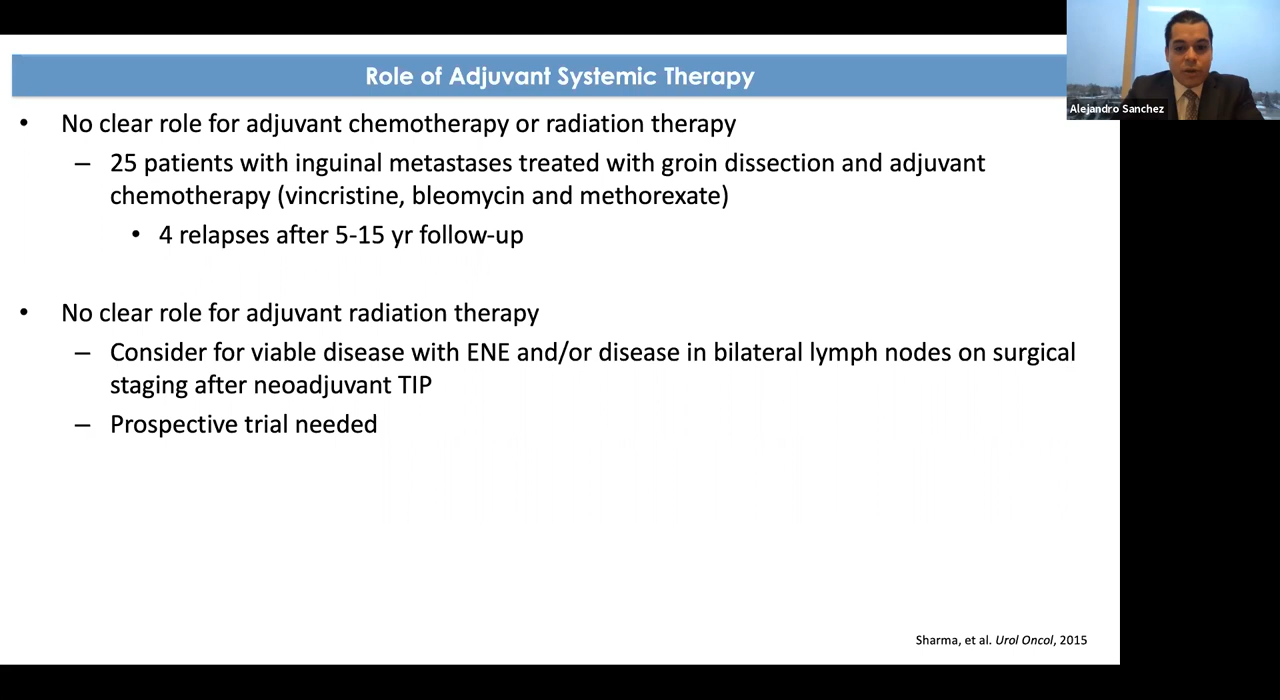 Role of Adjuvant Systemic Therapy
Alejandro Sanchez
• No clear role for adjuvant chemotherapy or radiation therapy
– 25 patients with inguinal metastases treated with groin dissection and adjuvant
chemotherapy (vincristine, bleomycin and methorexate)
• 4 relapses after 5-15 yr follow-up
• No clear role for adjuvant radiation therapy
– Consider for viable disease with ENE and/or disease in bilateral lymph nodes on surgical
staging after neoadjuvant TIP
– Prospective trial needed
Sharma, et al. Urol Oncol, 2015